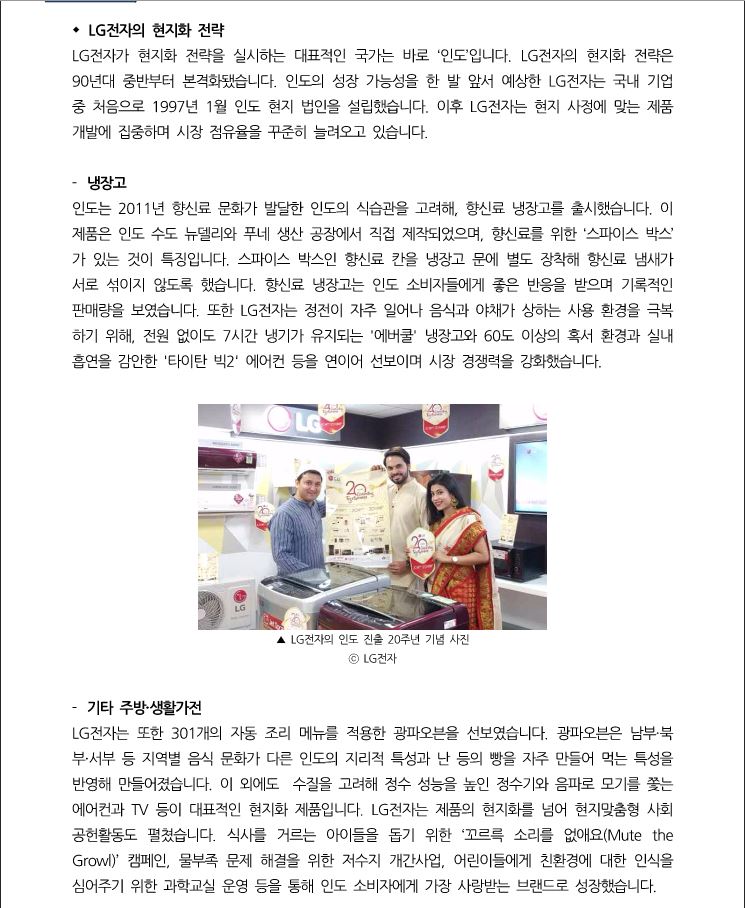 ◆ LG전자의 현지화 전략
LG전자가 현지화 전략을 실시하는 대표적인 국가는 바로 ‘인도’입니다. LG전자의 현지화 전략은
90년대 중반부터 본격화됐습니다. 인도의 성장 가능성을 한 발 앞서 예상한 LG전자는 국내 기업
중 처음으로 1997년 1월 인도 현지 법인을 설립했습니다. 이후 LG전자는 현지 사정에 맞는 제품
개발에 집중하며 시장 점유율을 꾸준히 늘려오고 있습니다.
- 냉장고
인도는 2011년 향신료 문화가 발달한 인도의 식습관을 고려해, 향신료 냉장고를 출시했습니다. 이
제품은 인도 수도 뉴델리와 푸네 생산 공장에서 직접 제작되었으며, 향신료를 위한 ‘스파이스 박스’
가 있는 것이 특징입니다. 스파이스 박스인 향신료 칸을 냉장고 문에 별도 장착해 향신료 냄새가
서로 섞이지 않도록 했습니다. 향신료 냉장고는 인도 소비자들에게 좋은 반응을 받으며 기록적인
판매량을 보였습니다. 또한 LG전자는 정전이 자주 일어나 음식과 야채가 상하는 사용 환경을 극복
하기 위해, 전원 없이도 7시간 냉기가 유지되는 '에버쿨' 냉장고와 60도 이상의 혹서 환경과 실내
흡연을 감안한 '타이탄 빅2' 에어컨 등을 연이어 선보이며 시장 경쟁력을 강화했습니다.
LG
20
20
LG
▲ LG전자의 인도 진출 20주년 기념 사진
ⓒ LG전자
- 기타 주방·생활가전
LG전자는 또한 301개의 자동 조리 메뉴를 적용한 광파오븐을 선보였습니다. 광파오븐은 남부·북
부·서부 등 지역별 음식 문화가 다른 인도의 지리적 특성과 난 등의 빵을 자주 만들어 먹는 특성을
반영해 만들어졌습니다. 이 외에도 수질을 고려해 정수 성능을 높인 정수기와 음파로 모기를 쫓는
에어컨과 TV 등이 대표적인 현지화 제품입니다. LG전자는 제품의 현지화를 넘어 현지맞춤형 사회
공헌활동도 펼쳤습니다. 식사를 거르는 아이들을 돕기 위한 ‘꼬르륵 소리를 없애요(Mute the
Growl)’ 캠페인, 물부족 문제 해결을 위한 저수지 개간사업, 어린이들에게 친환경에 대한 인식을
심어주기 위한 과학교실 운영 등을 통해 인도 소비자에게 가장 사랑받는 브랜드로 성장했습니다.